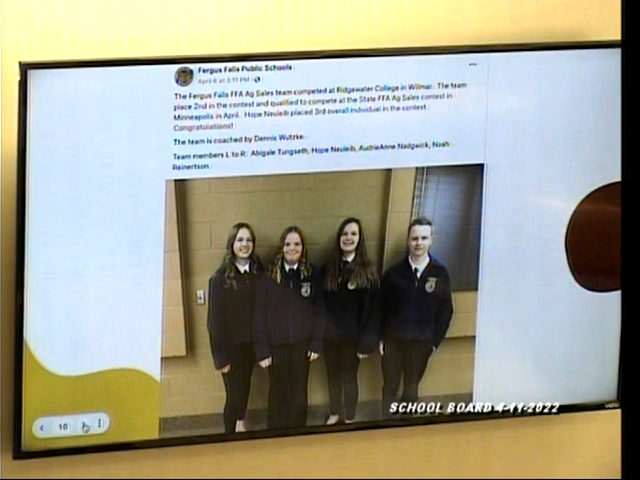 Fergus Falls Public Schools
April 6 at 3:11 PM
The Fergus Falls FFA Ag Sales team competed at Ridgewater College in Willmar. The team
place 2nd in the contest and qualified to compete at the State FFA Ag Sales contest in
Minneapolis in April. Hope Neuleib placed 3rd overall individual in the contest.
Congratulations!
The team is coached by Dennis Wutzke.
Team members L to R: Abigale Tungseth, Hope Neuleib, AudrieAnne Nadgwick, Noah
Reinertson.
10
SCHOOL BOARD 4-11-2022